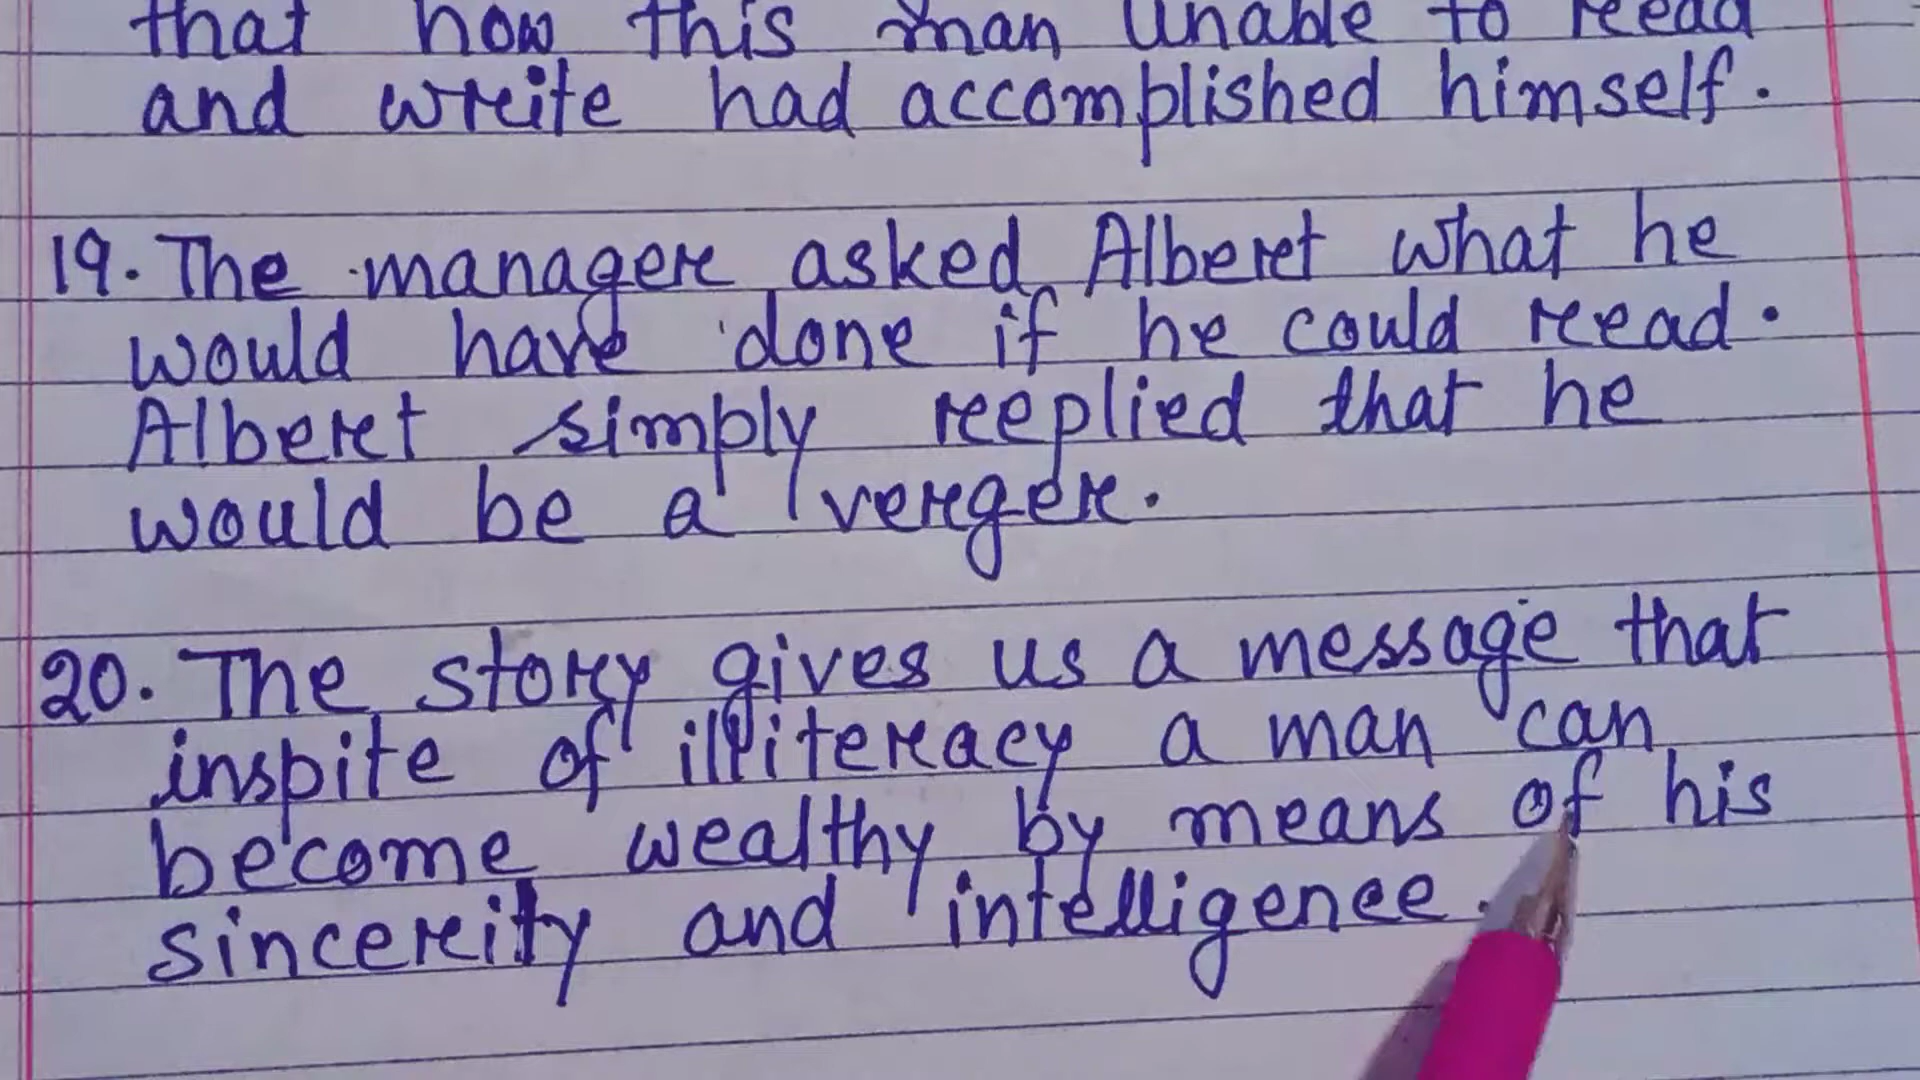 that how this man unable to read
and write had accomplished himself.
19. The manager asked Albert what he
would have done if he could read.
Albert simply replied that he
would be a verger.
20. The story gives us a message that
inspite of illiteracy a man can
become wealthy by means of his
sincerity and intelligence.